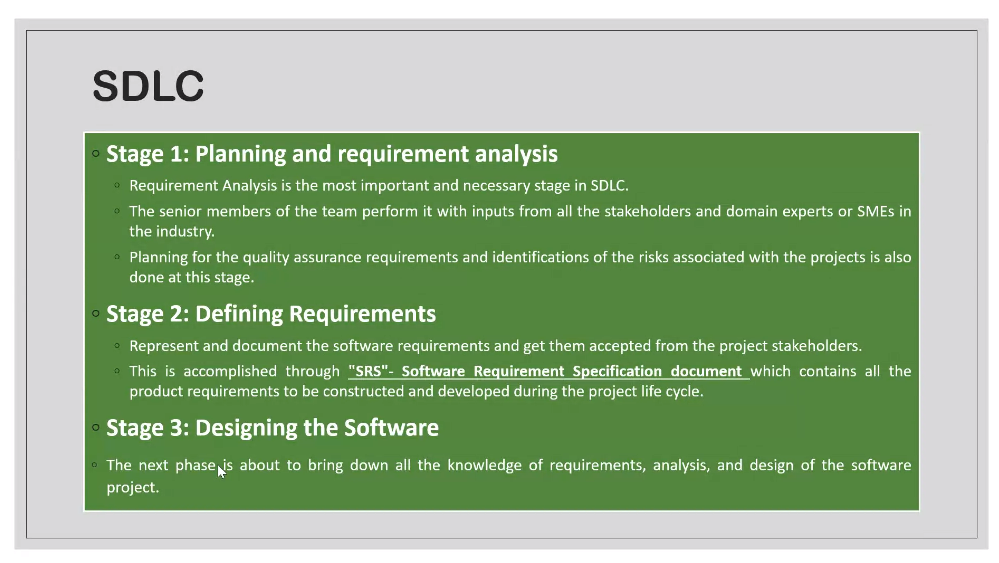 SDLC
Stage 1: Planning and requirement analysis
Requirement Analysis is the most important and necessary stage in SDLC.
The senior members of the team perform it with inputs from all the stakeholders and domain experts or SMEs in
the industry.
Planning for the quality assurance requirements and identifications of the risks associated with the projects is also
done at this stage.
Stage 2: Defining Requirements
Represent and document the software requirements and get them accepted from the project stakeholders.
This is accomplished through "SRS"- Software Requirement Specification document which contains all the
product requirements to be constructed and developed during the project life cycle.
Stage 3: Designing the Software
The next phase is about to bring down all the knowledge of requirements, analysis, and design of the software
project.